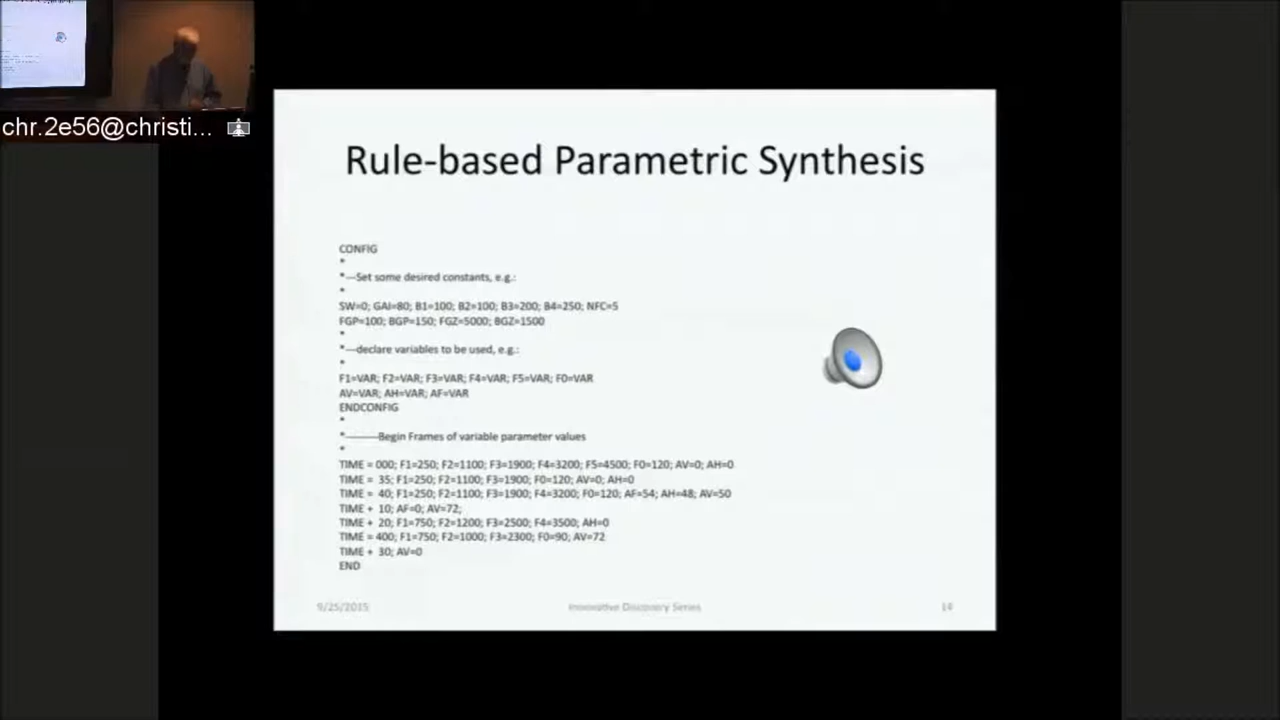 chr.2e56@christi...
Rule-based Parametric Synthesis
CONFIG
*
*---Set some desired constants, e.g.:
*
SW=0; GAI=80; B1=100; B2=100; B3=200; B4=250; NFC=5
FGP=100; BGP=150; FGZ=5000; BGZ=1500
*
*---declare variables to be used, e.g.:
*
F1=VAR; F2=VAR; F3=VAR; F4=VAR; F5=VAR; F0=VAR
AV=VAR; AH=VAR; AF=VAR
ENDCONFIG
*
*---------Begin Frames of variable parameter values
*
TIME = 000; F1=250; F2=1100; F3=1900; F4=3200; F5=4500; F0=120; AV=0; AH=0
TIME = 35; F1=250; F2=1100; F3=1900; F0=120; AV=0; AH=0
TIME = 40; F1=250; F2=1100; F3=1900; F4=3200; F0=120; AF=54; AH=48; AV=50
TIME + 10; AF=0; AV=72;
TIME + 20; F1=750; F2=1200; F3=2500; F4=3500; AH=0
TIME = 400; F1=750; F2=1000; F3=2300; F0=90; AV=72
TIME + 30; AV=0
END
9/25/2015 Innovative Discovery Series 14